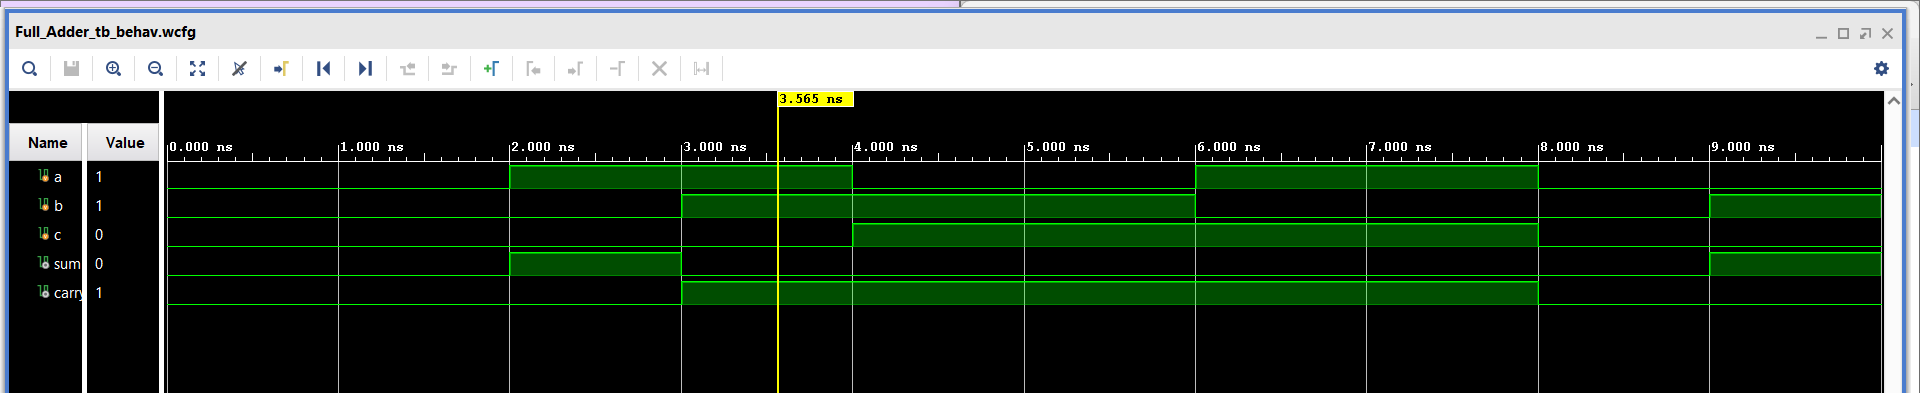 Full_Adder_tb_behav.wcfg
3.565 ns
Name Value
0.000 ns 1.000 ns 2.000 ns 3.000 ns 4.000 ns 5.000 ns 6.000 ns 7.000 ns 8.000 ns 9.000 ns
a 1
b 1
c 0
sum 0
carry 1